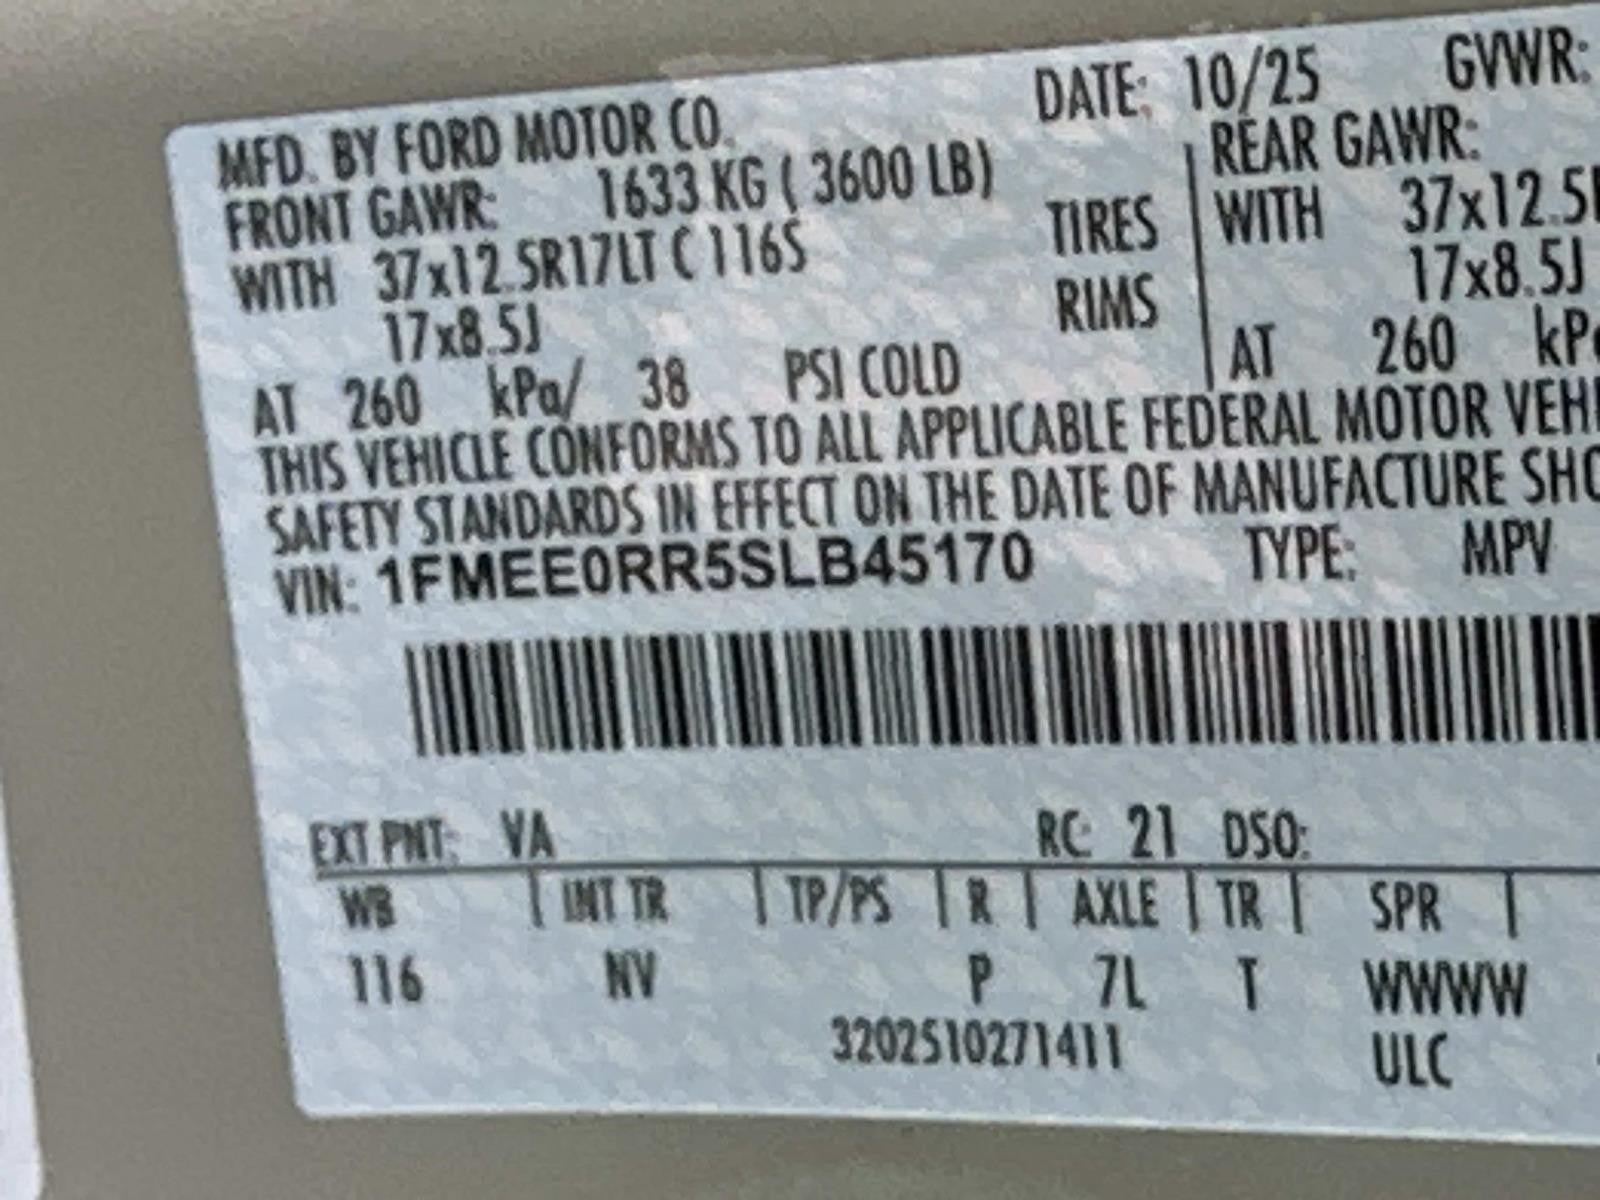 MFD. BY FORD MOTOR CO. DATE: 10/25 GVWR:
FRONT GAWR: 1633 KG ( 3600 LB) REAR GAWR:
WITH 37x12.5R17LT C 116S TIRES WITH 37x12.5
17x8.5J RIMS 17x8.5J
AT 260 kPa/ 38 PSI COLD AT 260 kPa
THIS VEHICLE CONFORMS TO ALL APPLICABLE FEDERAL MOTOR VEHI
SAFETY STANDARDS IN EFFECT ON THE DATE OF MANUFACTURE SHO
VIN: 1FMEE0RR5SLB45170 TYPE: MPV
EXT PNT: VA RC: 21 DSO:
WB | INT TR | TP/PS | R | AXLE | TR | SPR |
116 NV P 7L T WWWW
3202510271411 ULC